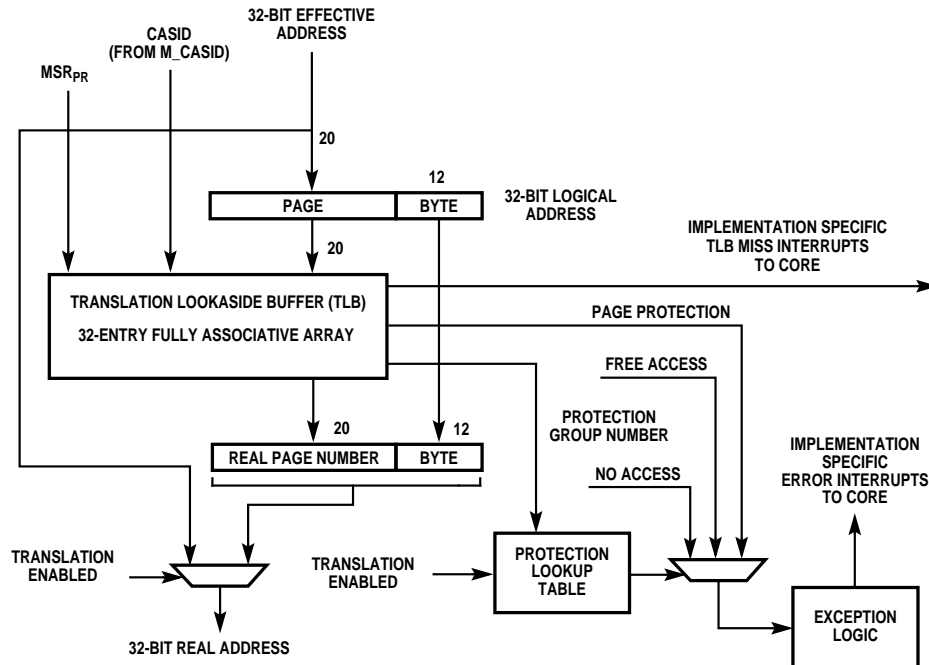 32-BIT EFFECTIVE
ADDRESS
CASID
(FROM M_CASID)
MSRPR
20
12
PAGE
BYTE
32-BIT LOGICAL
ADDRESS
20
IMPLEMENTATION SPECIFIC
TLB MISS INTERRUPTS
TO CORE
TRANSLATION LOOKASIDE BUFFER (TLB)
32-ENTRY FULLY ASSOCIATIVE ARRAY
PAGE PROTECTION
FREE ACCESS
20
12
PROTECTION
GROUP NUMBER
REAL PAGE NUMBER
BYTE
NO ACCESS
IMPLEMENTATION
SPECIFIC
ERROR INTERRUPTS
TO CORE
TRANSLATION
ENABLED
TRANSLATION
ENABLED
PROTECTION
LOOKUP
TABLE
EXCEPTION
LOGIC
32-BIT REAL ADDRESS